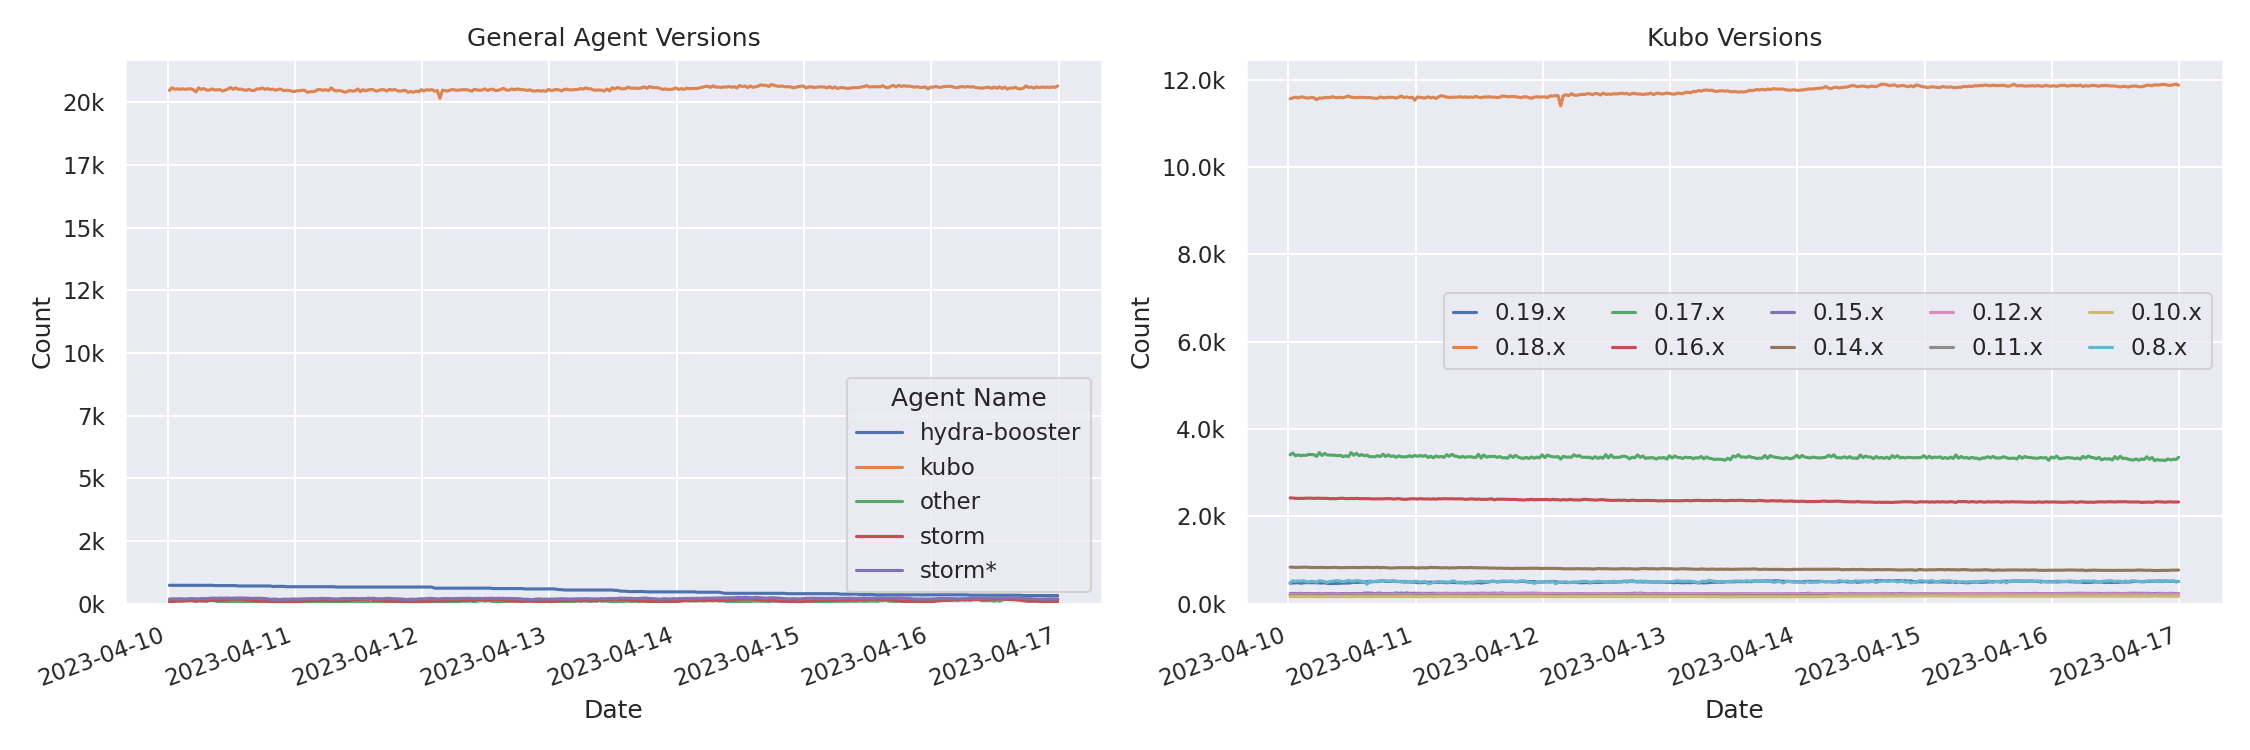 General Agent Versions
20k
17k
15k
12k
10k
7k
5k
2k
0k
Count
Agent Name
hydra-booster
kubo
other
storm
storm*
2023-04-10
2023-04-11
2023-04-12
2023-04-13
2023-04-14
2023-04-15
2023-04-16
2023-04-17
Date
Kubo Versions
12.0k
10.0k
8.0k
6.0k
4.0k
2.0k
0.0k
Count
0.19.x 0.17.x 0.15.x 0.12.x 0.10.x
0.18.x 0.16.x 0.14.x 0.11.x 0.8.x
2023-04-10
2023-04-11
2023-04-12
2023-04-13
2023-04-14
2023-04-15
2023-04-16
2023-04-17
Date